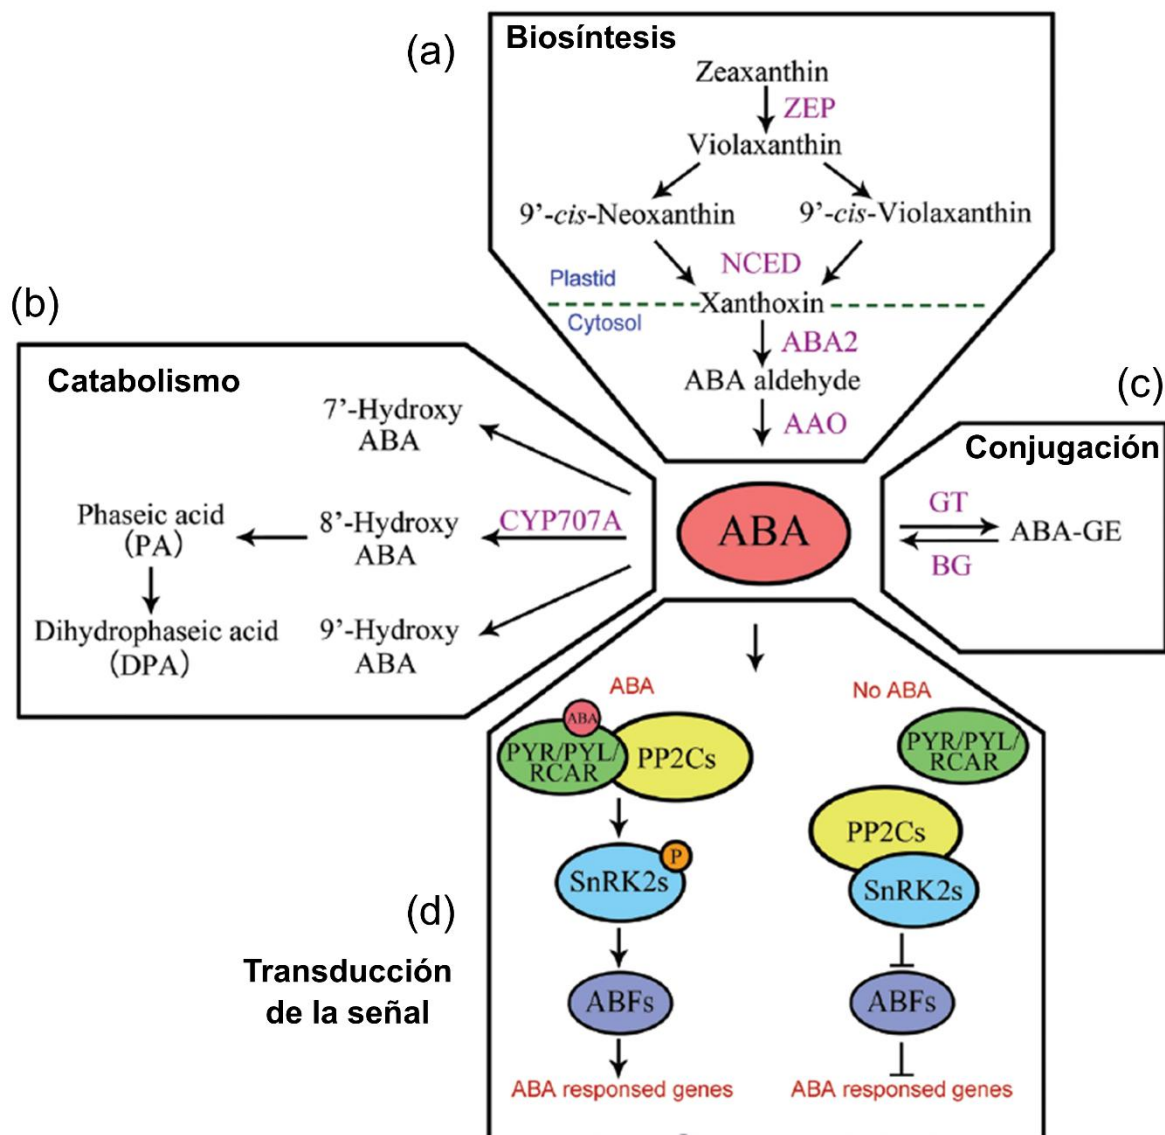 (a)
Biosíntesis
Zeaxanthin
ZEP
Violaxanthin
9’-cis-Neoxanthin
9’-cis-Violaxanthin
NCED
Plastid
Xanthoxin
Cytosol
ABA2
ABA aldehyde
AAO
(b)
Catabolismo
7’-Hydroxy
ABA
Phaseic acid
(PA)
8’-Hydroxy
ABA
CYP707A
Dihydrophaseic acid
(DPA)
9’-Hydroxy
ABA
ABA
(c)
Conjugación
GT
ABA-GE
BG
(d)
Transducción
de la señal
ABA
ABA
PYR/PYL/
RCAR
PP2Cs
P
SnRK2s
ABFs
ABA responsed genes
No ABA
PYR/PYL/
RCAR
PP2Cs
SnRK2s
ABFs
ABA responsed genes